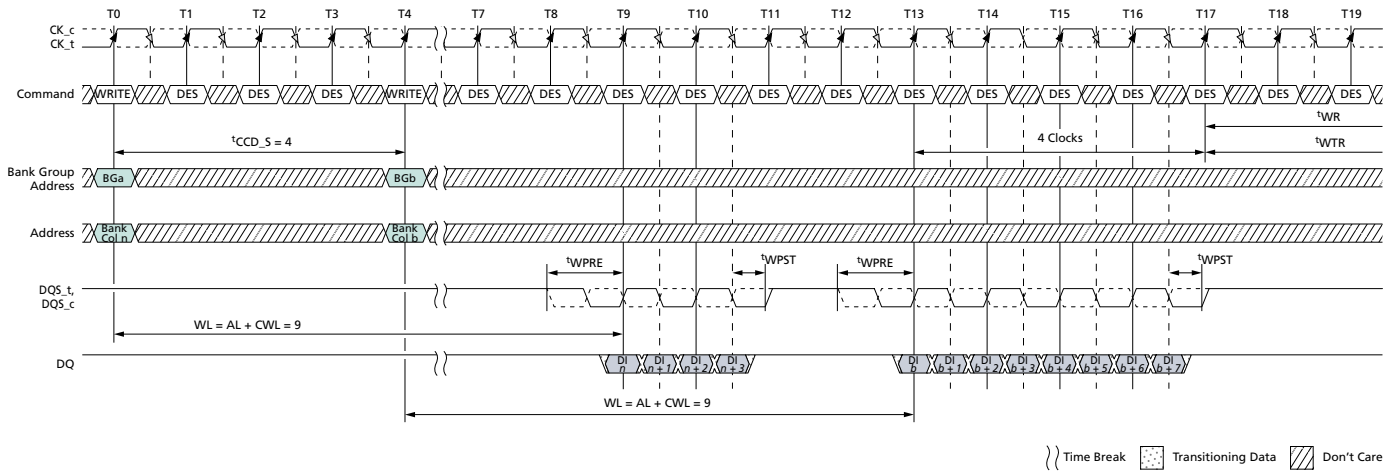 T0 T1 T2 T3 T4 T7 T8 T9 T10 T11 T12 T13 T14 T15 T16 T17 T18 T19
CK_c
CK_t
Command WRITE DES DES DES WRITE DES DES DES DES DES DES DES DES DES DES DES DES DES
tWR
tCCD_S = 4 4 Clocks
tWTR
Bank Group
Address BGa BGb
Address Bank
Col n Bank
Col b
tWPRE tWPST tWPRE tWPST
DQS_t,
DQS_c
WL = AL + CWL = 9
DQ DI
n DI
n + 1 DI
n + 2 DI
n + 3 DI
b DI
b + 1 DI
b + 2 DI
b + 3 DI
b + 4 DI
b + 5 DI
b + 6 DI
b + 7
WL = AL + CWL = 9
Time Break Transitioning Data Don't Care